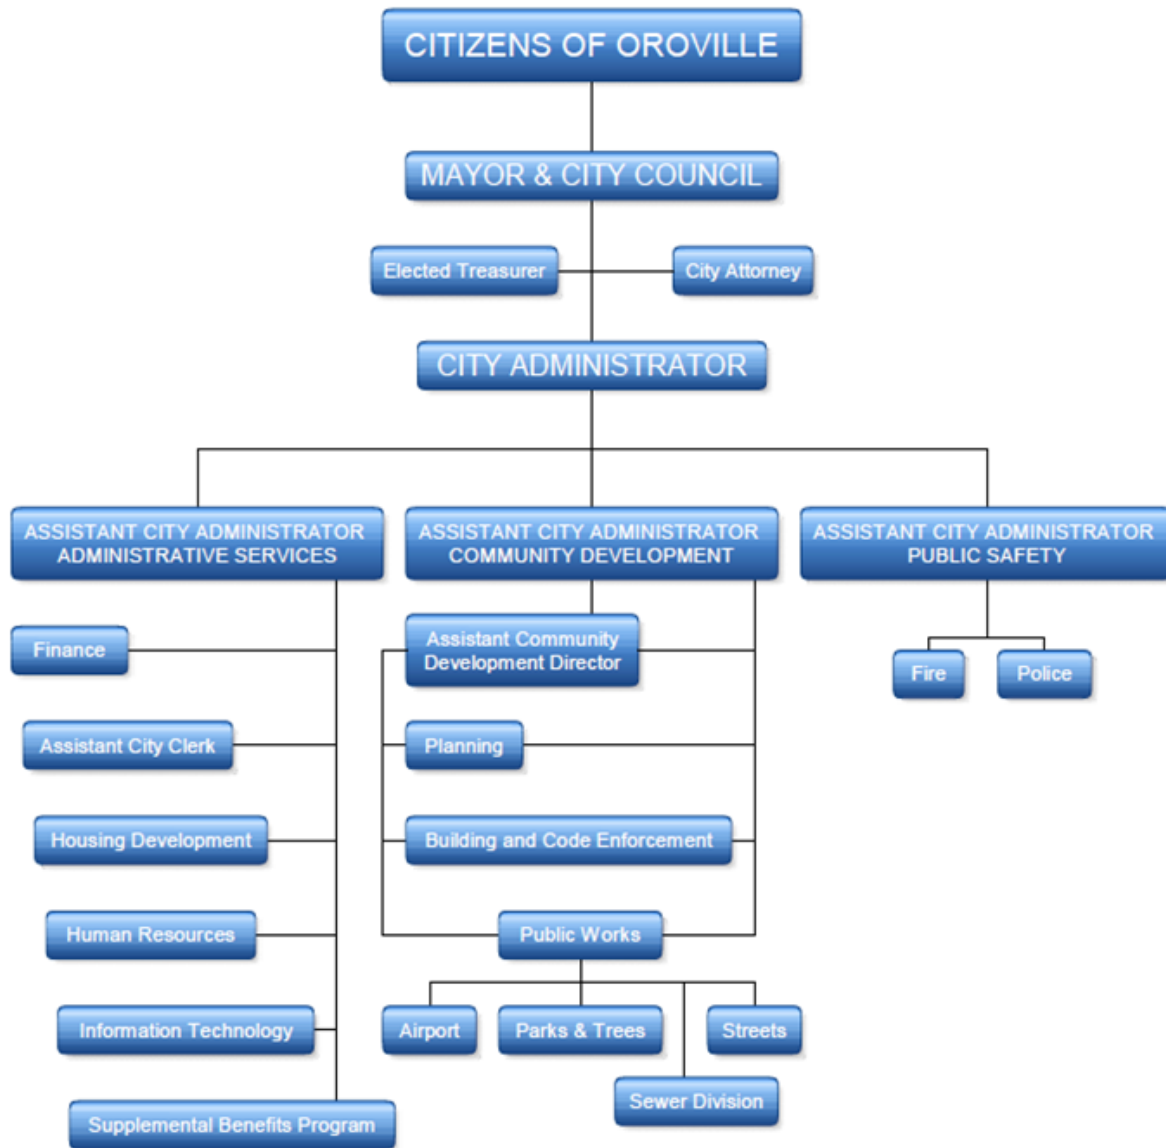 CITIZENS OF OROVILLE
MAYOR & CITY COUNCIL
Elected Treasurer
City Attorney
CITY ADMINISTRATOR
ASSISTANT CITY ADMINISTRATOR
ADMINISTRATIVE SERVICES
ASSISTANT CITY ADMINISTRATOR
COMMUNITY DEVELOPMENT
ASSISTANT CITY ADMINISTRATOR
PUBLIC SAFETY
Finance
Assistant City Clerk
Housing Development
Human Resources
Information Technology
Supplemental Benefits Program
Assistant Community
Development Director
Planning
Building and Code Enforcement
Public Works
Airport
Parks & Trees
Streets
Sewer Division
Fire
Police